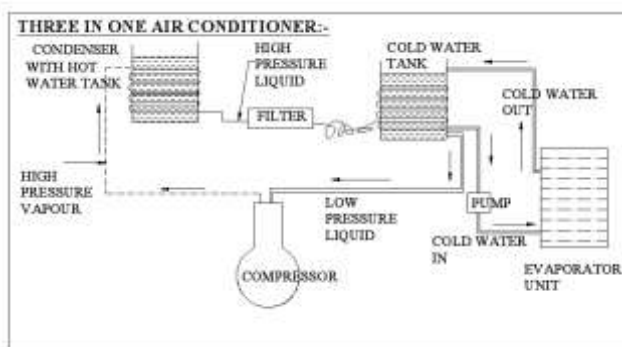 THREE IN ONE AIR CONDITIONER:-
CONDENSER
WITH HOT
WATER TANK
HIGH
PRESSURE
LIQUID
COLD WATER
TANK
FILTER
COLD WATER
OUT
HIGH
PRESSURE
VAPOUR
LOW
PRESSURE
LIQUID
PUMP
COLD WATER
IN
COMPRESSOR
EVAPORATOR
UNIT